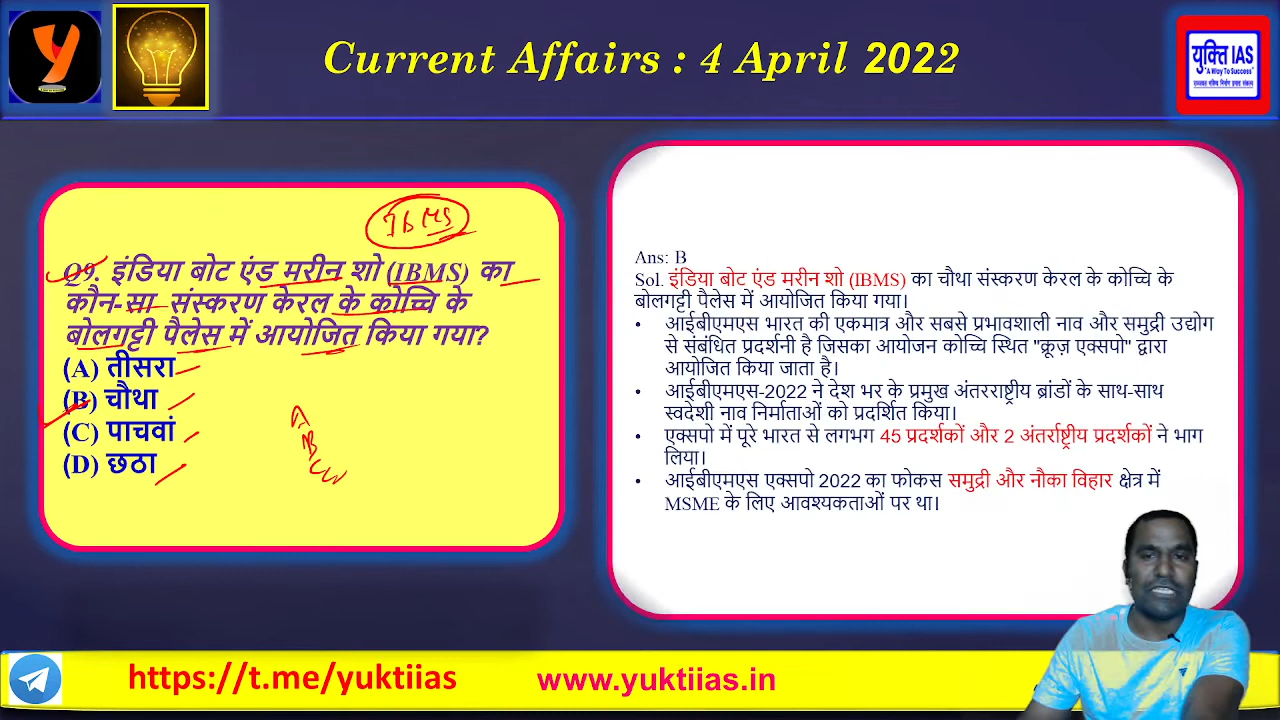 Current Affairs : 4 April 2022
युक्ति IAS
"A Way To Success"
IBMS
Q9. इंडिया बोट एंड मरीन शो (IBMS) का
कौन-सा संस्करण केरल के कोच्चि के
बोलगट्टी पैलेस में आयोजित किया गया?
(A) तीसरा
(B) चौथा
(C) पाचवां
(D) छठा
Ans: B
Sol. इंडिया बोट एंड मरीन शो (IBMS) का चौथा संस्करण केरल के कोच्चि के
बोलगट्टी पैलेस में आयोजित किया गया।
• आईबीएमएस भारत की एकमात्र और सबसे प्रभावशाली नाव और समुद्री उद्योग
से संबंधित प्रदर्शनी है जिसका आयोजन कोच्चि स्थित "क्रूज़ एक्सपो" द्वारा
आयोजित किया जाता है।
• आईबीएमएस-2022 ने देश भर के प्रमुख अंतरराष्ट्रीय ब्रांडों के साथ-साथ
स्वदेशी नाव निर्माताओं को प्रदर्शित किया।
• एक्सपो में पूरे भारत से लगभग 45 प्रदर्शकों और 2 अंतर्राष्ट्रीय प्रदर्शकों ने भाग
लिया।
• आईबीएमएस एक्सपो 2022 का फोकस समुद्री और नौका विहार क्षेत्र में
MSME के लिए आवश्यकताओं पर था।
https://t.me/yuktiias
www.yuktiias.in